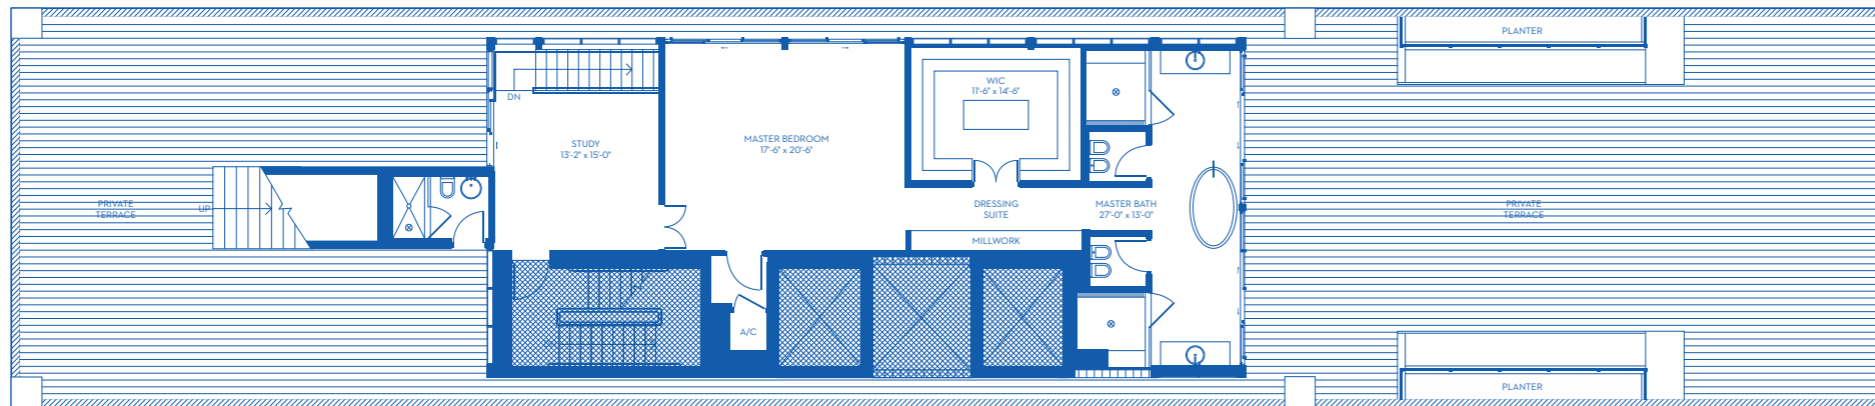 PLANTER
WIC
11'-6" x 14'-6"
DN
STUDY
13'-2" x 15'-0"
MASTER BEDROOM
17'-6" x 20'-6"
PRIVATE
TERRACE
UP
DRESSING
SUITE
MASTER BATH
27'-0" x 13'-0"
PRIVATE
TERRACE
MILLWORK
A/C
PLANTER